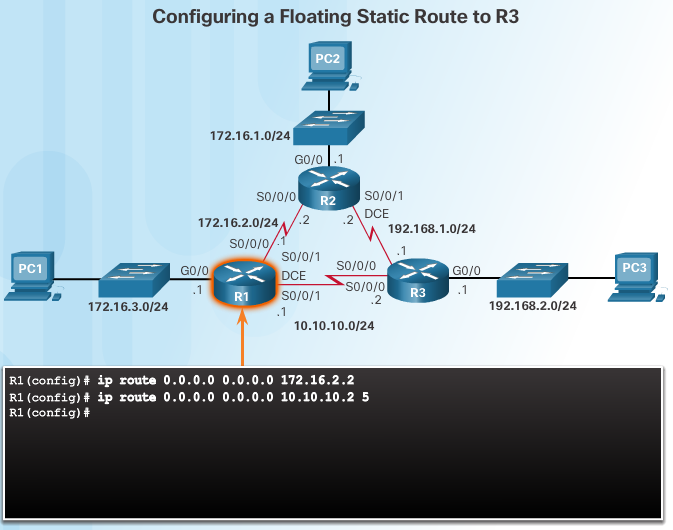 Configuring a Floating Static Route to R3
PC2
172.16.1.0/24
G0/0 .1
R2
S0/0/0 S0/0/1
.2 .2 DCE
172.16.2.0/24 192.168.1.0/24
S0/0/0 .1 .1
S0/0/1
PC1 G0/0 DCE S0/0/0 G0/0 PC3
R1 S0/0/1 S0/0/0 R3
.1 .1 .2 .1
172.16.3.0/24 192.168.2.0/24
10.10.10.0/24
R1(config)# ip route 0.0.0.0 0.0.0.0 172.16.2.2
R1(config)# ip route 0.0.0.0 0.0.0.0 10.10.10.2 5
R1(config)#